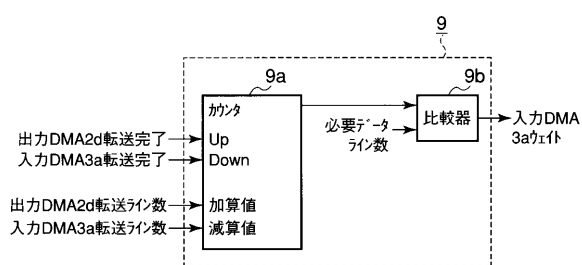 9
9a
カウンタ
9b
比較器
必要データ
ライン数
入力DMA
3aウェイト
出力DMA2d転送完了
Up
入力DMA3a転送完了
Down
出力DMA2d転送ライン数
加算値
入力DMA3a転送ライン数
減算値